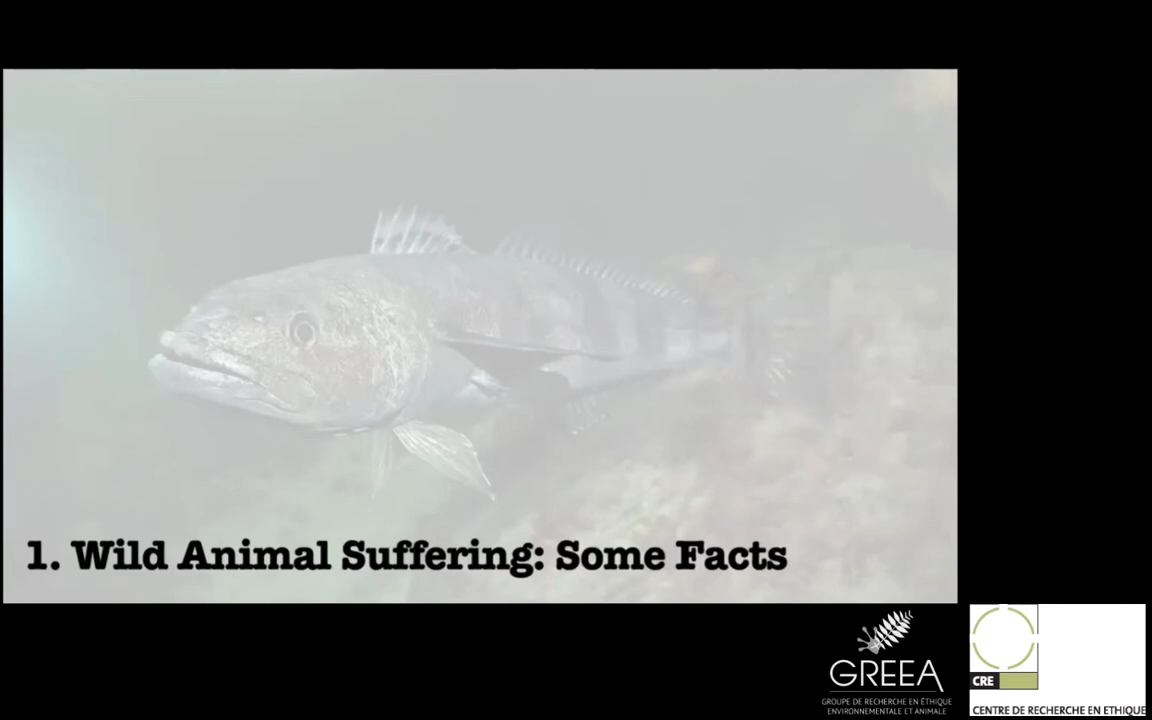 1. Wild Animal Suffering: Some Facts
GREEA
GROUPE DE RECHERCHE EN ÉTHIQUE
ENVIRONNEMENTALE ET ANIMALE
CRE
CENTRE DE RECHERCHE EN ETHIQUE